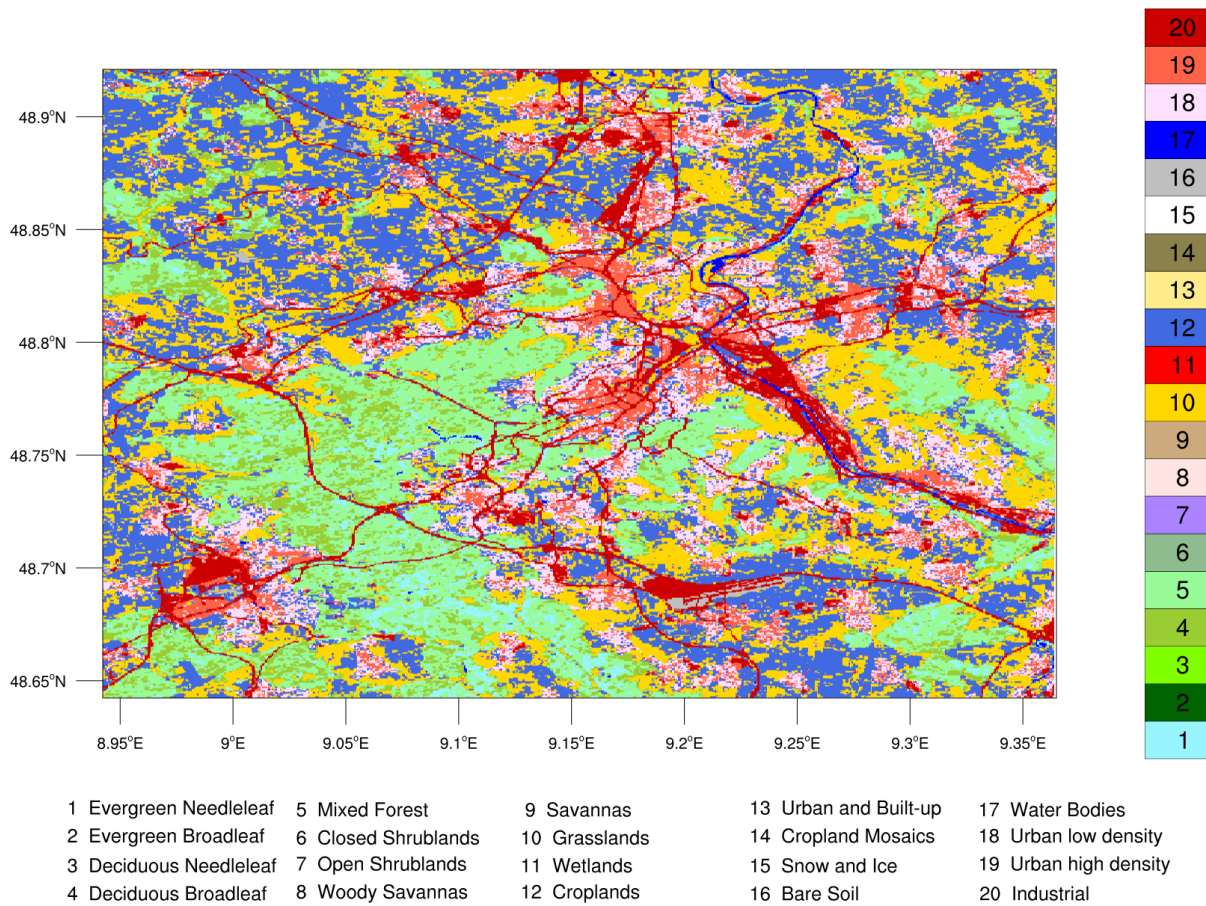 20
48.9°N
19
18
17
16
48.85°N
15
14
13
48.8°N
12
11
10
48.75°N
9
8
7
48.7°N
6
5
4
48.65°N
3
2
1
8.95°E 9°E 9.05°E 9.1°E 9.15°E 9.2°E 9.25°E 9.3°E 9.35°E
1 Evergreen Needleleaf 5 Mixed Forest 9 Savannas 13 Urban and Built-up 17 Water Bodies
2 Evergreen Broadleaf 6 Closed Shrublands 10 Grasslands 14 Cropland Mosaics 18 Urban low density
3 Deciduous Needleleaf 7 Open Shrublands 11 Wetlands 15 Snow and Ice 19 Urban high density
4 Deciduous Broadleaf 8 Woody Savannas 12 Croplands 16 Bare Soil 20 Industrial